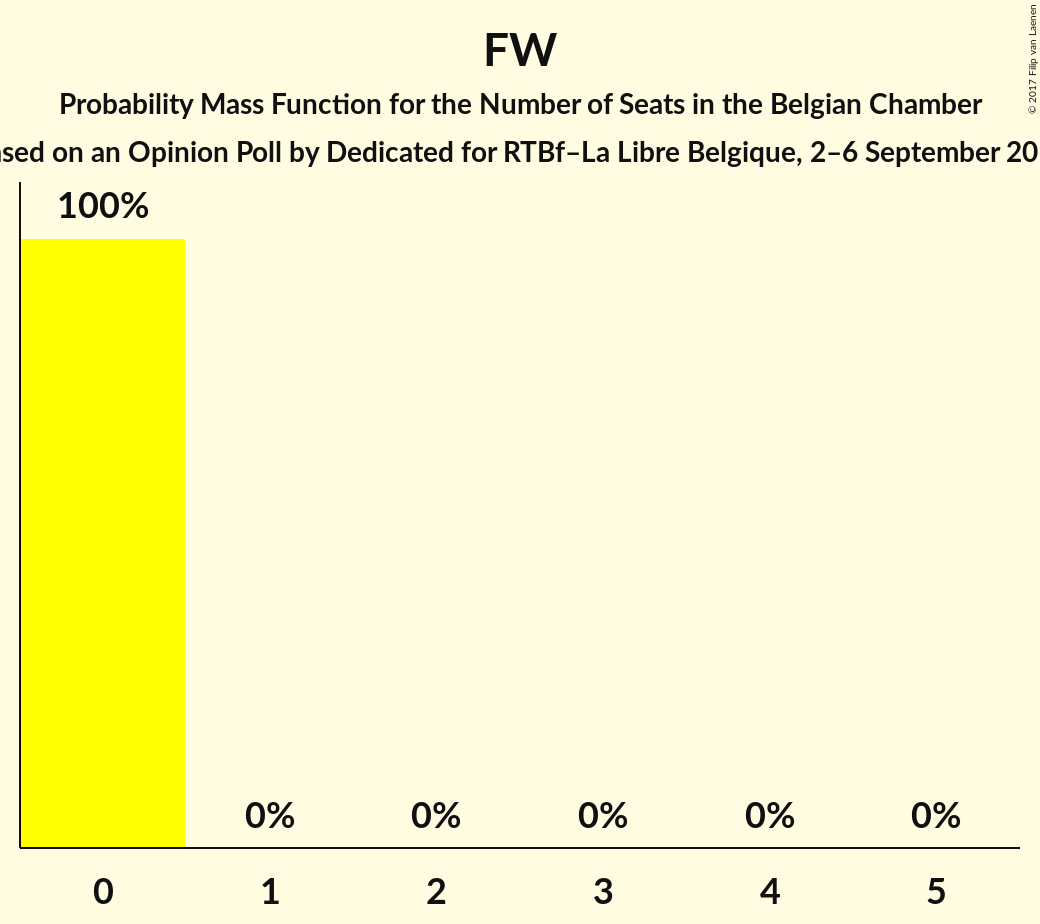 FW
Probability Mass Function for the Number of Seats in the Belgian Chamber
on an Opinion Poll by Dedicated for RTBf–La Libre Belgique, 2–6 September
© 2017 Filip van Laenen
100%
0% 0% 0% 0% 0%
0 1 2 3 4 5